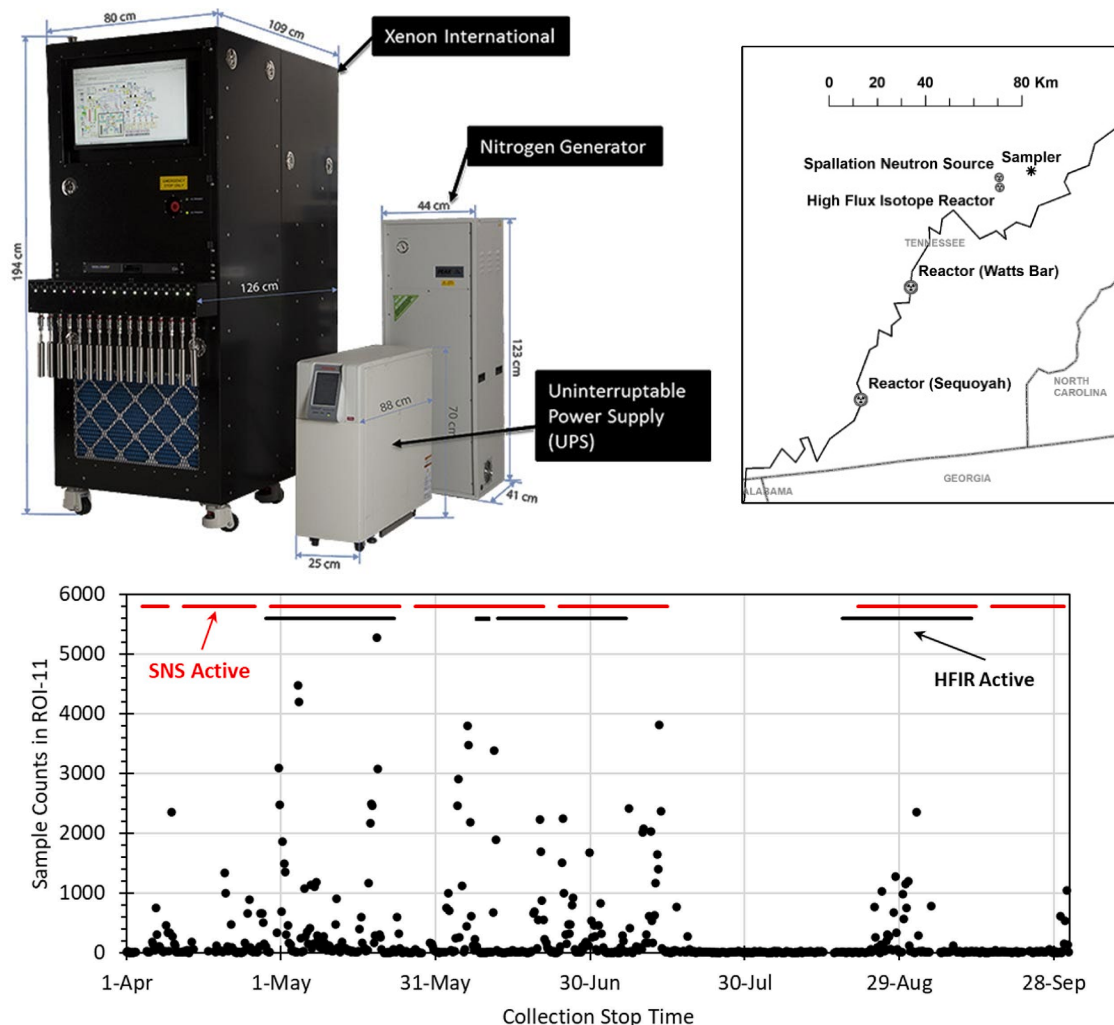 80 cm
109 cm
Xenon International
194 cm
126 cm
Nitrogen Generator
44 cm
123 cm
41 cm
88 cm
70 cm
25 cm
Uninterruptable
Power Supply
(UPS)
0 20 40 80 Km
Spallation Neutron Source
Sampler
High Flux Isotope Reactor
TENNESSEE
Reactor (Watts Bar)
Reactor (Sequoyah)
NORTH
CAROLINA
ALABAMA
GEORGIA
Sample Counts in ROI-11
6000
5000
4000
3000
2000
1000
0
SNS Active
HFIR Active
1-Apr 1-May 31-May 30-Jun 30-Jul 29-Aug 28-Sep
Collection Stop Time